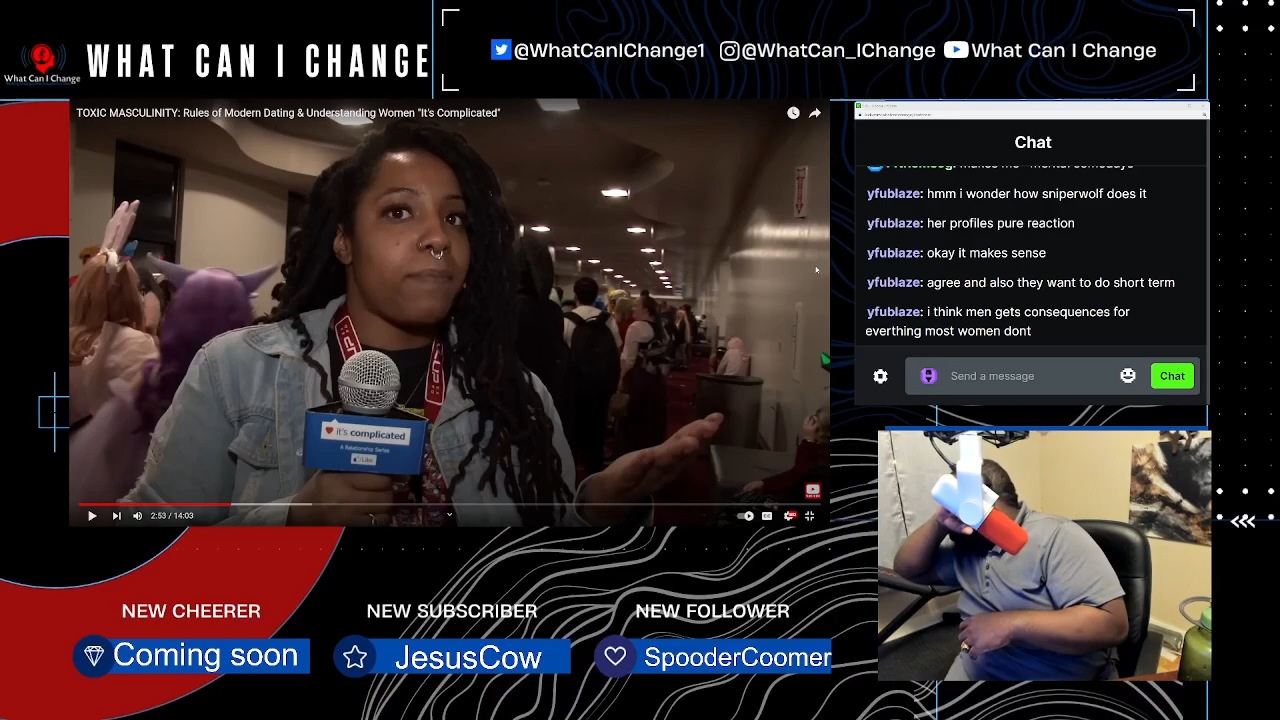 WHAT CAN I CHANGE
What Can I Change
@WhatCanIChange1
@WhatCan_IChange
What Can I Change
TOXIC MASCULINITY: Rules of Modern Dating & Understanding Women "It's Complicated"
it's complicated
A Relationship Series
Like
2:53 / 14:03
Chat
yfublaze: hmm i wonder how sniperwolf does it
yfublaze: her profiles pure reaction
yfublaze: okay it makes sense
yfublaze: agree and also they want to do short term
yfublaze: i think men gets consequences for
everthing most women dont
Send a message
Chat
NEW CHEERER
NEW SUBSCRIBER
NEW FOLLOWER
Coming soon
JesusCow
SpooderCoomer